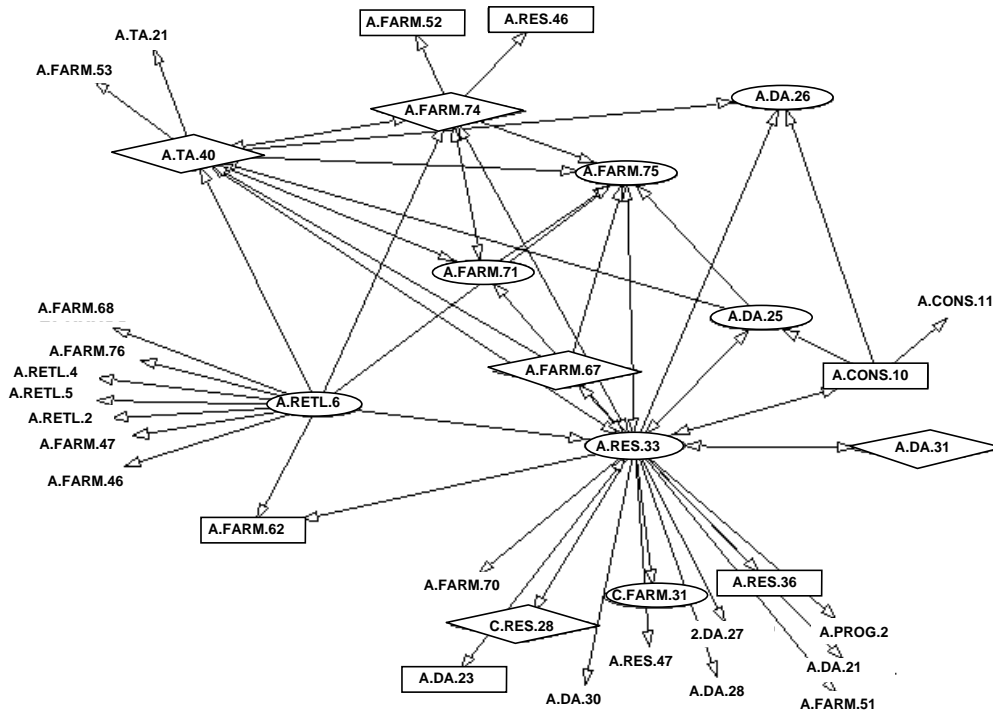 A.FARM.52
A.RES.46
A.TA.21
A.FARM.53
A.DA.26
A.FARM.74
A.TA.40
A.FARM.75
A.FARM.71
A.FARM.68
A.CONS.11
A.DA.25
A.FARM.76
A.RETL.4
A.FARM.67
A.CONS.10
A.RETL.5
A.RETL.6
A.RETL.2
A.FARM.47
A.RES.33
A.DA.31
A.FARM.46
A.FARM.62
A.FARM.70
A.RES.36
C.FARM.31
C.RES.28
2.DA.27
A.PROG.2
A.RES.47
A.DA.21
A.DA.23
A.DA.30
A.DA.28
A.FARM.51